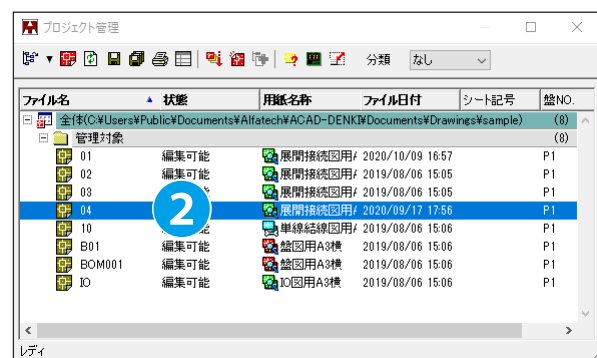 プロジェクト管理
分類 なし
ファイル名 状態 用紙名称 ファイル日付 シート記号 盤NO.
全体(C:¥Users¥Public¥Documents¥Alfatech¥ACAD-DENKI¥Documents¥Drawings¥sample) (8)
管理対象 (8)
01 編集可能 展開接続図用 2020/10/09 16:57 P1
02 編集可能 展開接続図用 2019/08/06 15:05 P1
03 展開接続図用 2019/08/06 15:05 P1
04 2 展開接続図用 2020/09/17 17:56 P1
10 単線結線図用 2019/08/06 15:06 P1
B01 編集可能 盤図用A3横 2019/08/06 15:06 P1
BOM001 編集可能 盤図用A3横 2019/08/06 15:06 P1
IO 編集可能 IO図用A3横 2019/08/06 15:06 P1
レディ